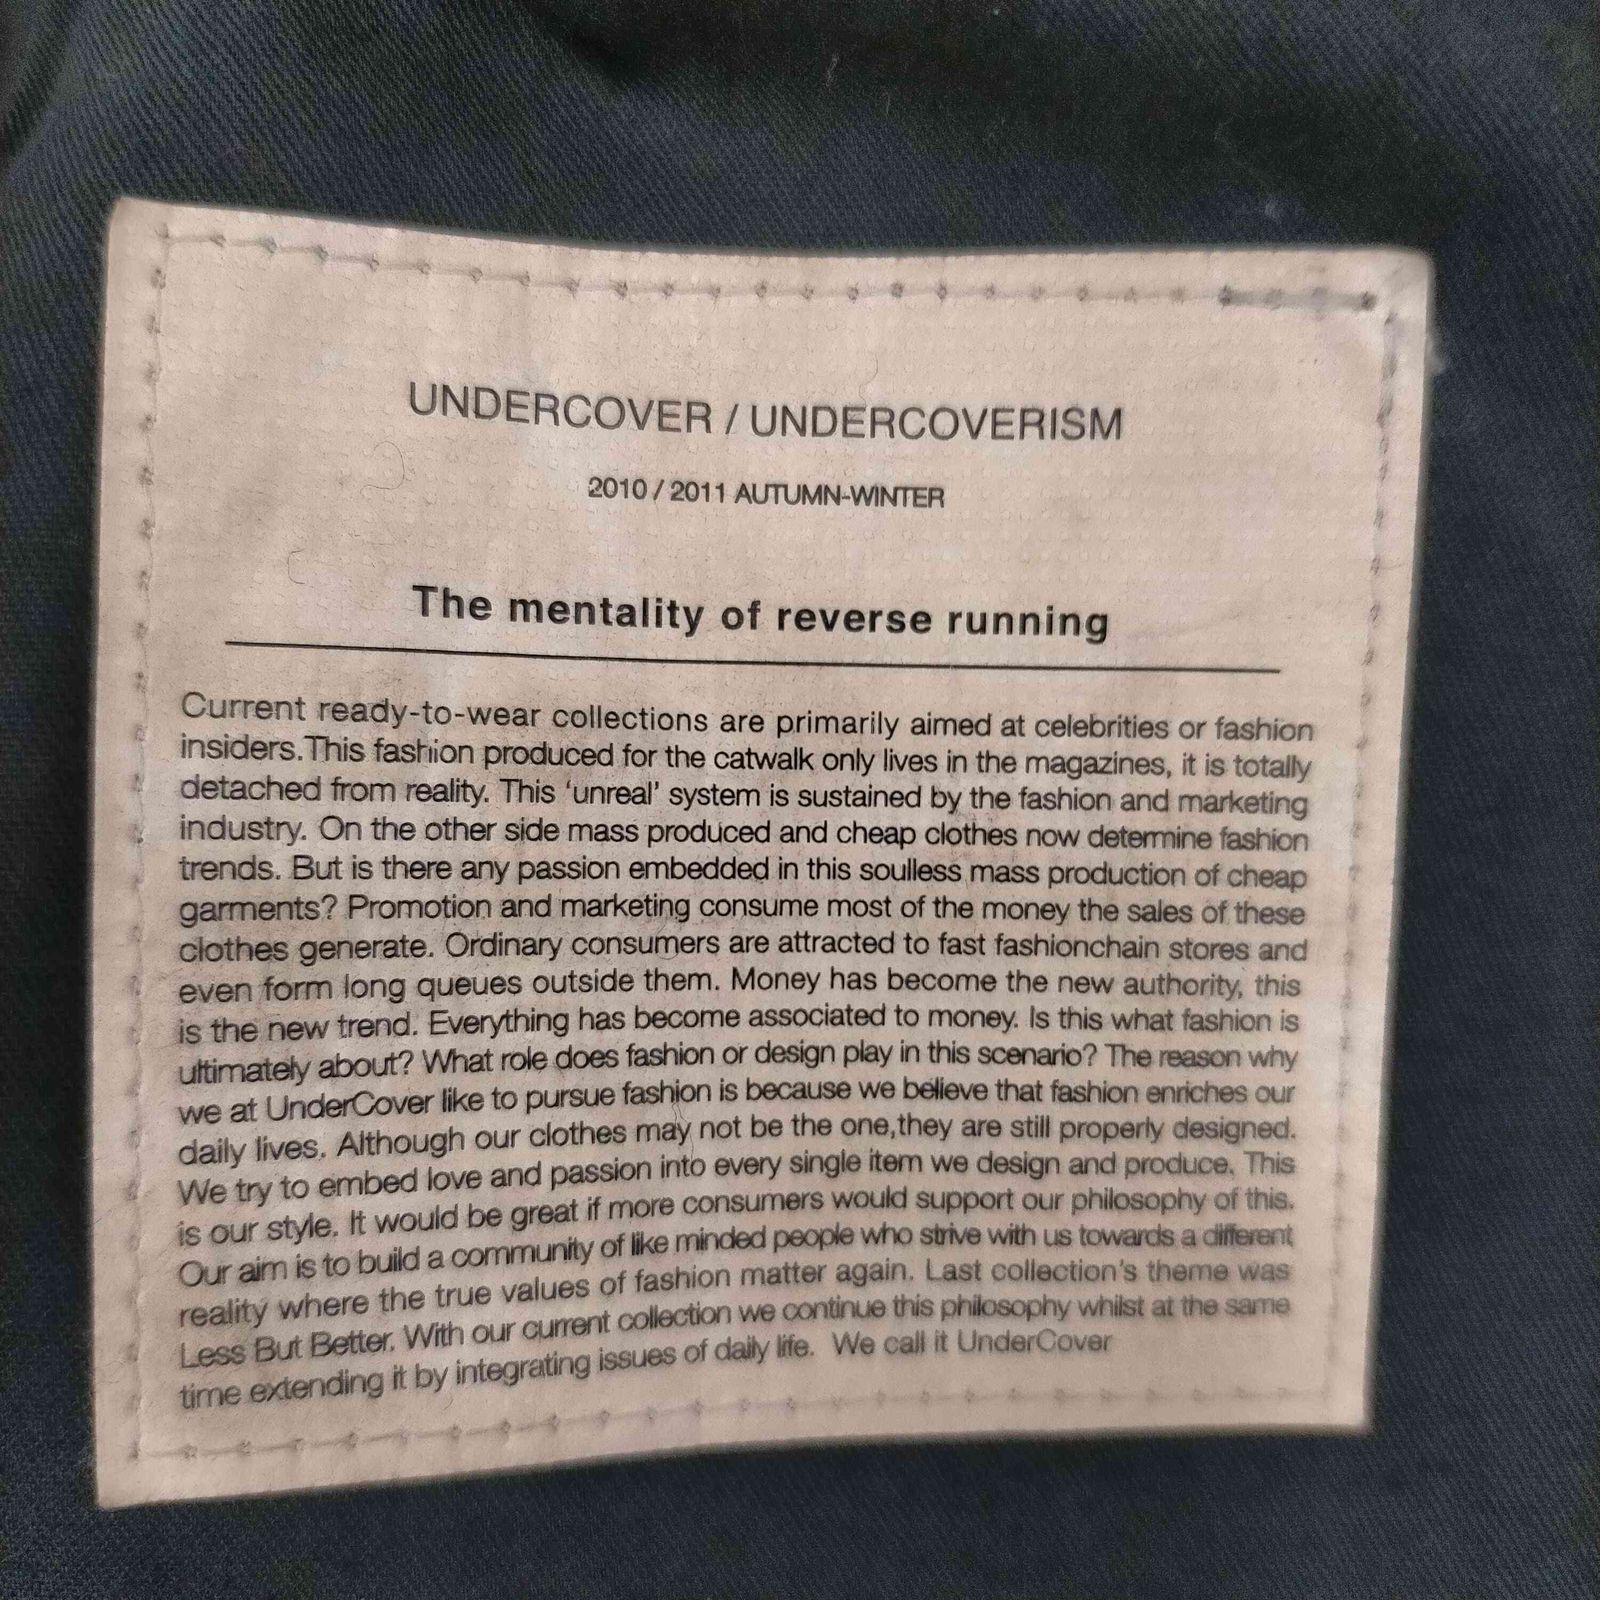 UNDERCOVER / UNDERCOVERISM
2010 / 2011 AUTUMN-WINTER
The mentality of reverse running
Current ready-to-wear collections are primarily aimed at celebrities or fashion
insiders.This fashion produced for the catwalk only lives in the magazines, it is totally
detached from reality. This ‘unreal’ system is sustained by the fashion and marketing
industry. On the other side mass produced and cheap clothes now determine fashion
trends. But is there any passion embedded in this soulless mass production of cheap
garments? Promotion and marketing consume most of the money the sales of these
clothes generate. Ordinary consumers are attracted to fast fashionchain stores and
even form long queues outside them. Money has become the new authority, this
is the new trend. Everything has become associated to money. Is this what fashion is
ultimately about? What role does fashion or design play in this scenario? The reason why
we at UnderCover like to pursue fashion is because we believe that fashion enriches our
daily lives. Although our clothes may not be the one,they are still properly designed.
We try to embed love and passion into every single item we design and produce. This
is our style. It would be great if more consumers would support our philosophy of this.
Our aim is to build a community of like minded people who strive with us towards a different
reality where the true values of fashion matter again. Last collection's theme was
Less But Better. With our current collection we continue this philosophy whilst at the same
time extending it by integrating issues of daily life.  We call it UnderCover